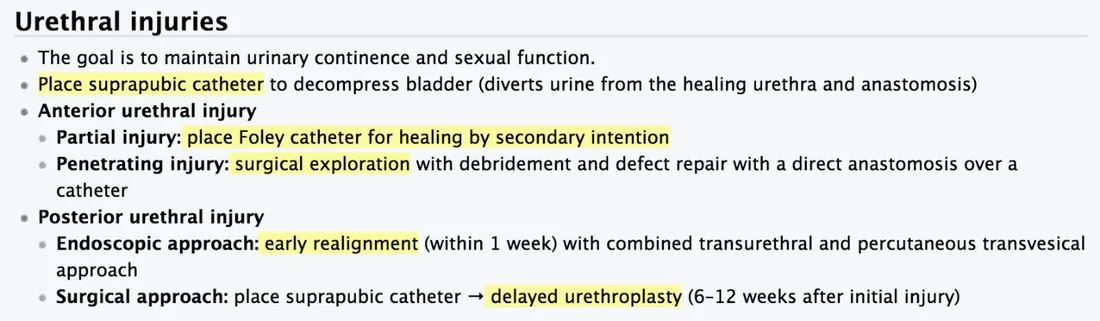 Urethral injuries
• The goal is to maintain urinary continence and sexual function.
• Place suprapubic catheter to decompress bladder (diverts urine from the healing urethra and anastomosis)
• Anterior urethral injury
• Partial injury: place Foley catheter for healing by secondary intention
• Penetrating injury: surgical exploration with debridement and defect repair with a direct anastomosis over a
catheter
• Posterior urethral injury
• Endoscopic approach: early realignment (within 1 week) with combined transurethral and percutaneous transvesical
approach
• Surgical approach: place suprapubic catheter → delayed urethroplasty (6–12 weeks after initial injury)